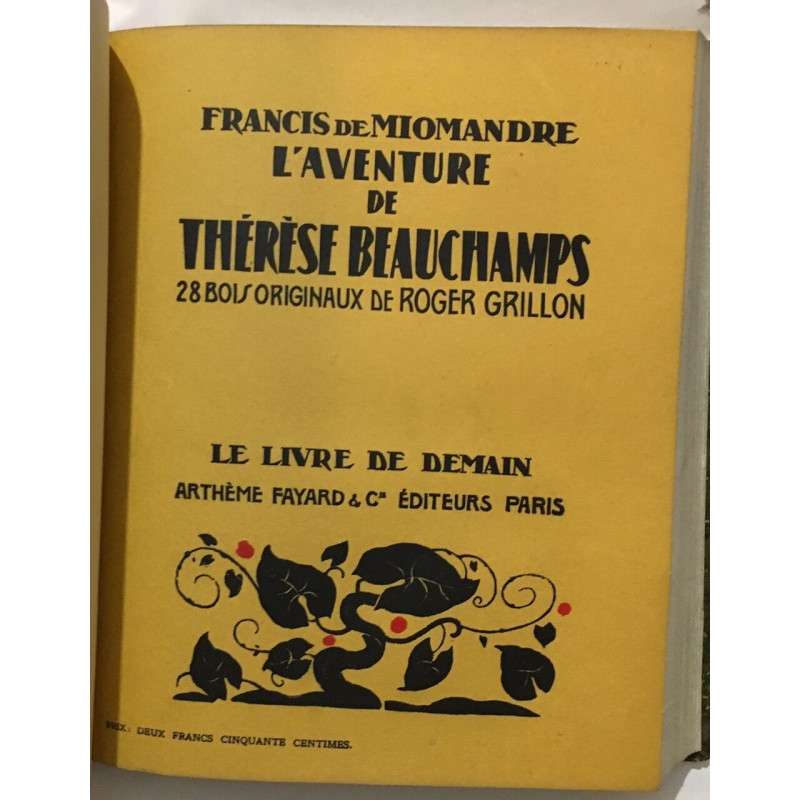 FRANCIS DE MIOMANDRE
L'AVENTURE
DE
THÉRÈSE BEAUCHAMPS
28 BOIS ORIGINAUX DE ROGER GRILLON
LE LIVRE DE DEMAIN
ARTHÈME FAYARD & Cie ÉDITEURS PARIS
PRIX: DEUX FRANCS CINQUANTE CENTIMES.